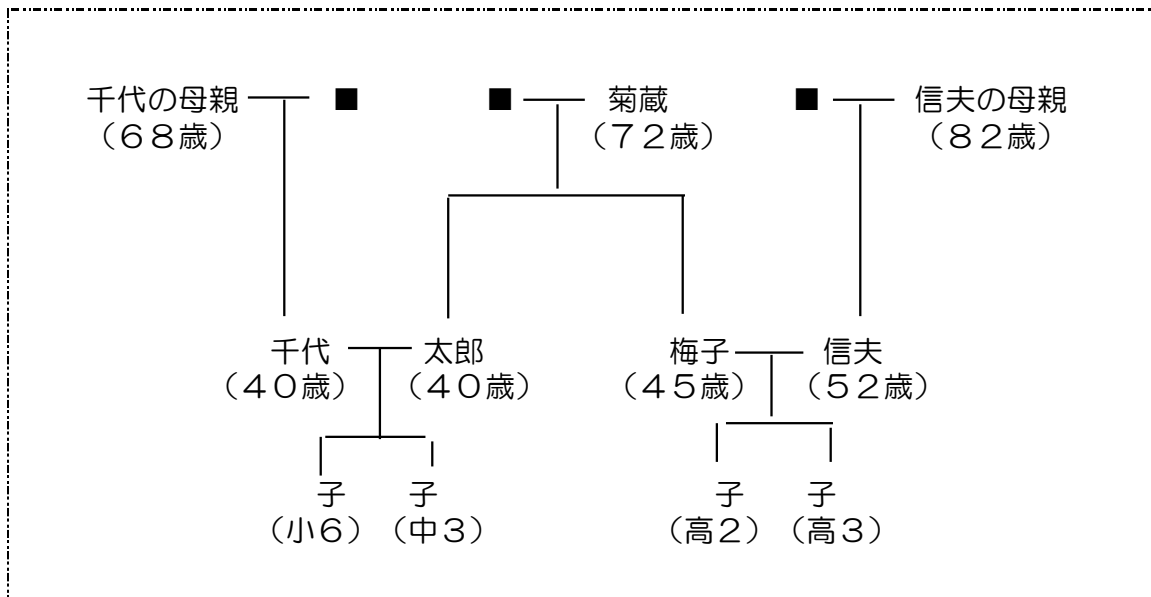 千代の母親 ■ ■ 菊蔵 ■ 信夫の母親
（６８歳） （７２歳） （８２歳）
千代 太郎 梅子 信夫
（４０歳） （４０歳） （４５歳） （５２歳）
子 子 子 子
（小６） （中３） （高２） （高３）